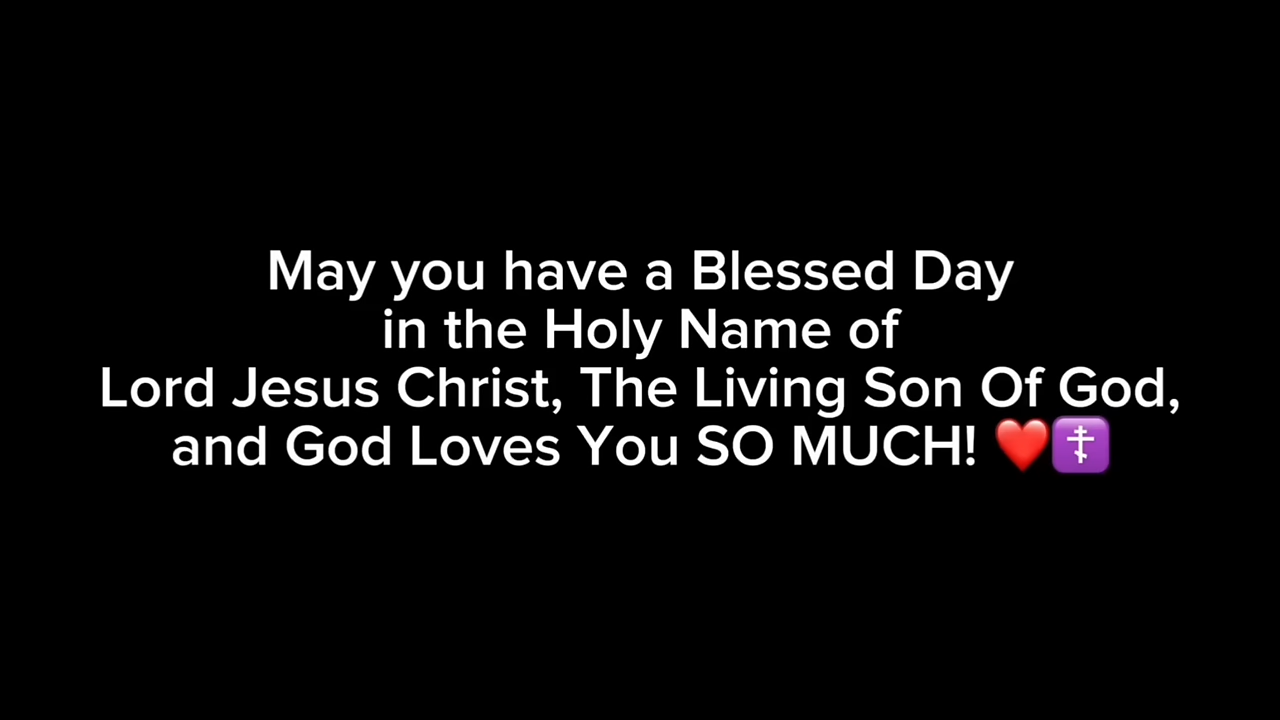 May you have a Blessed Day
in the Holy Name of
Lord Jesus Christ, The Living Son Of God,
and God Loves You SO MUCH! ❤️☦️